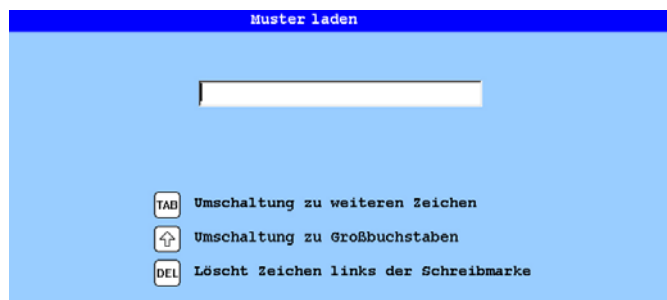 Muster laden
TAB Umschaltung zu weiteren Zeichen
Umschaltung zu Großbuchstaben
DEL Löscht Zeichen links der Schreibmarke